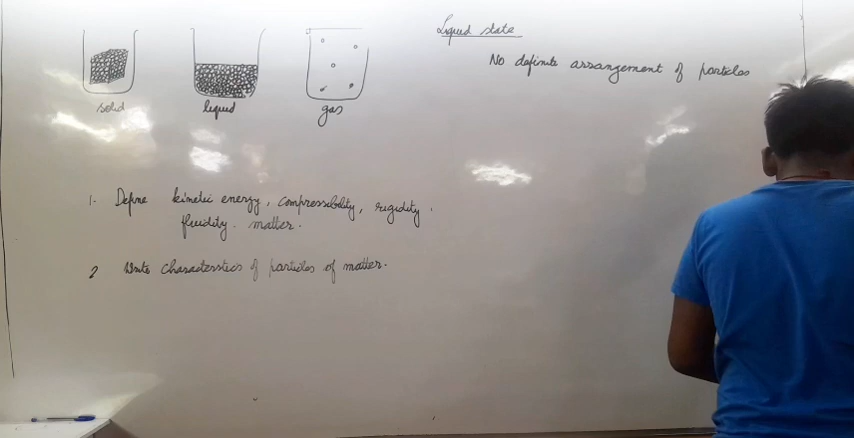 solid
liquid
gas
Liquid state
No definite arrangement of particles
1. Define kinetic energy, compressibility, rigidity.
fluidity. matter.
2 Write characterstics of particles of matter.